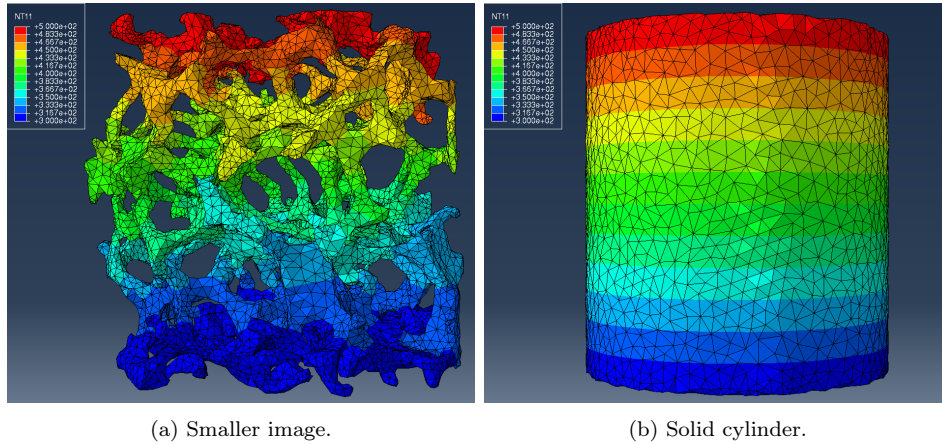 NT11
+5.000e+02
+4.833e+02
+4.667e+02
+4.500e+02
+4.333e+02
+4.167e+02
+4.000e+02
+3.833e+02
+3.667e+02
+3.500e+02
+3.333e+02
+3.167e+02
+3.000e+02
NT11
+5.000e+02
+4.833e+02
+4.667e+02
+4.500e+02
+4.333e+02
+4.167e+02
+4.000e+02
+3.833e+02
+3.667e+02
+3.500e+02
+3.333e+02
+3.167e+02
+3.000e+02
(a) Smaller image.
(b) Solid cylinder.